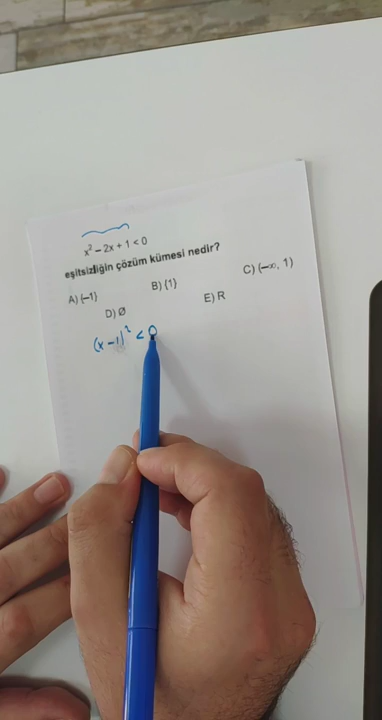 x² – 2x + 1 < 0
eşitsizliğin çözüm kümesi nedir?
A) {–1} B) {1} C) (–∞, 1)
D) Ø E) R
(x – 1)² < 0